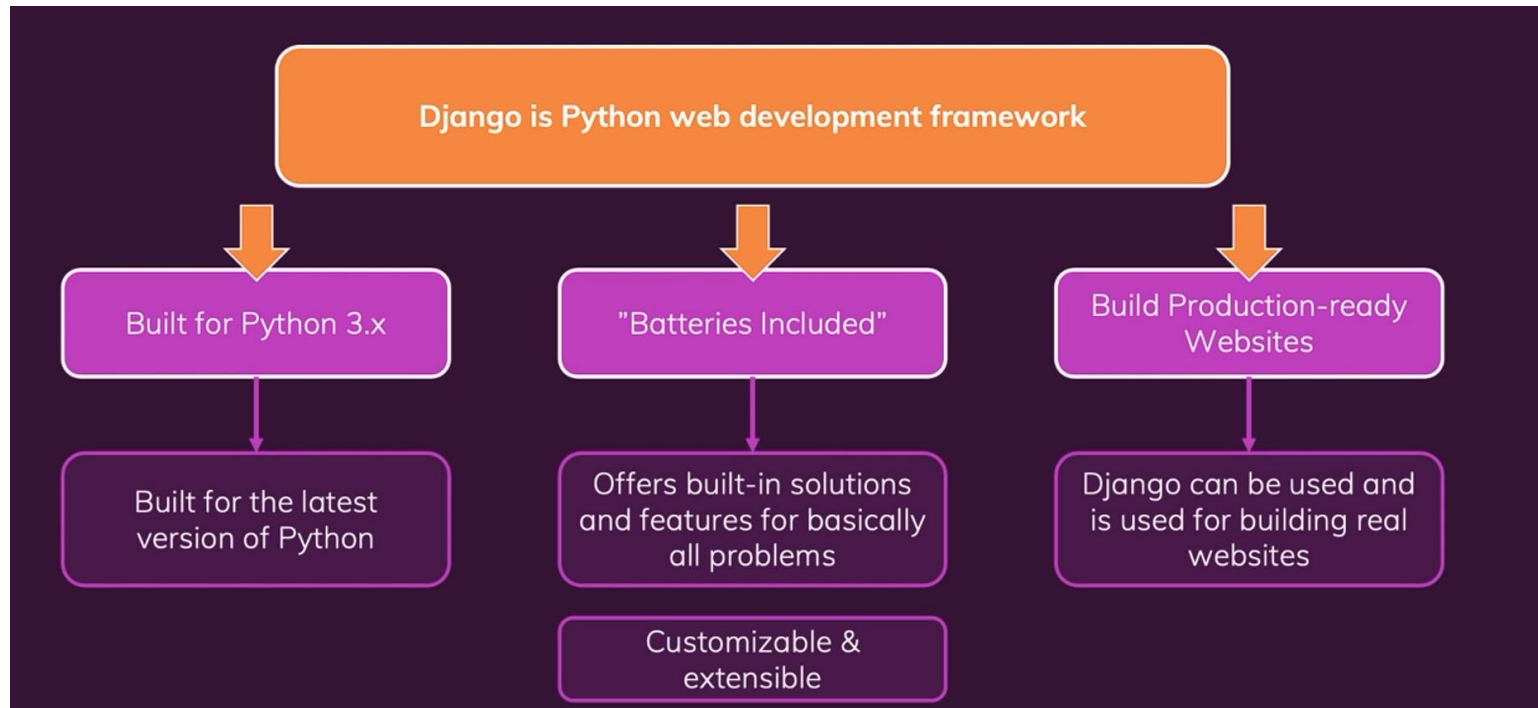 Django is Python web development framework
Built for Python 3.x
”Batteries Included”
Build Production-ready
Websites
Built for the latest
version of Python
Offers built-in solutions
and features for basically
all problems
Django can be used and
is used for building real
websites
Customizable &
extensible